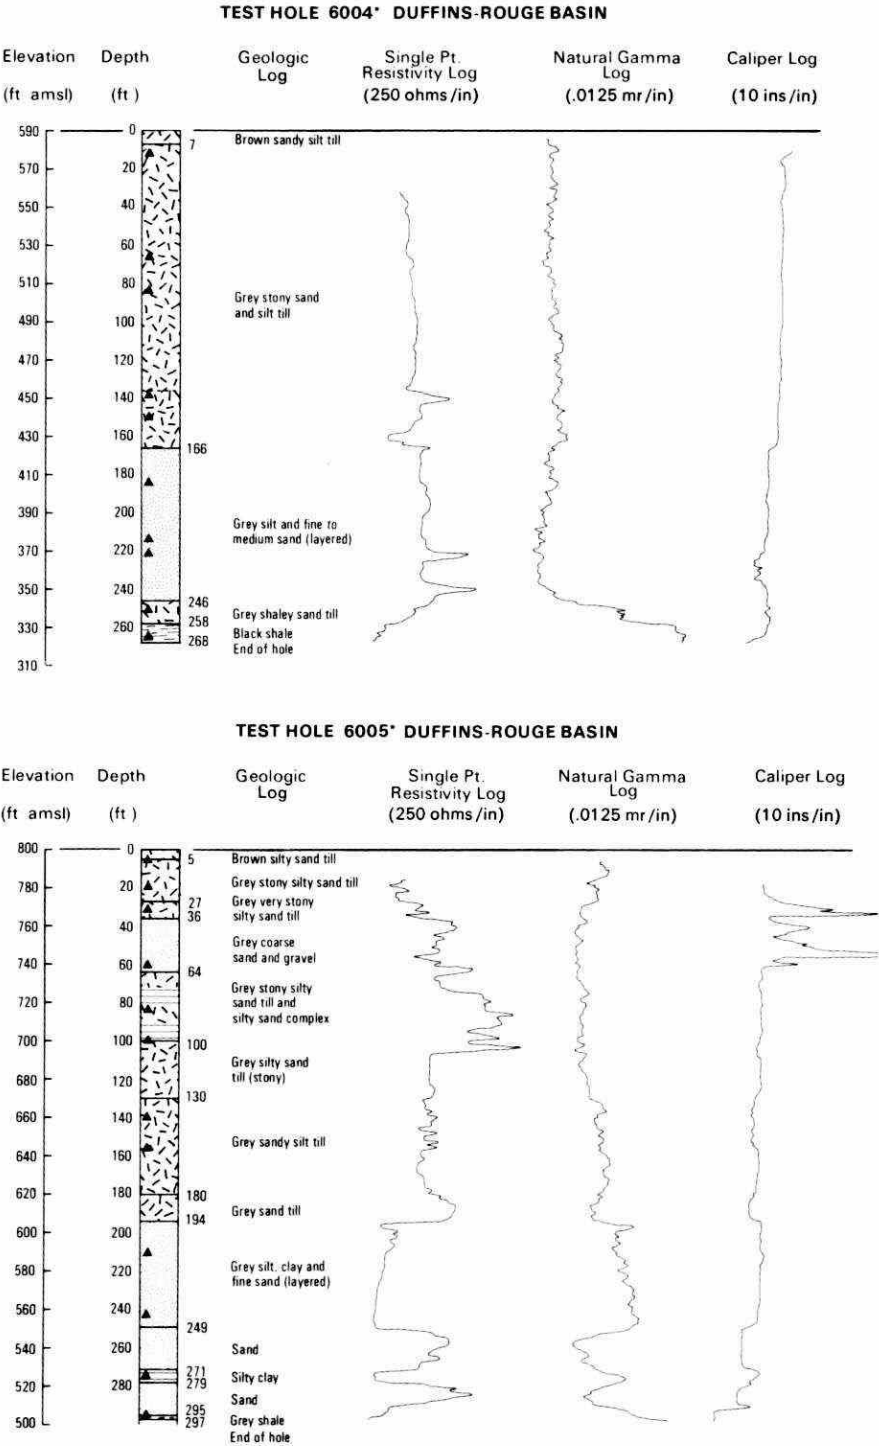 TEST HOLE 6004* DUFFINS-ROUGE BASIN
Elevation Depth Geologic Log Single Pt. Resistivity Log Natural Gamma Log Caliper Log
(ft amsl) (ft) (250 ohms/in) (.0125 mr/in) (10 ins/in)
590 0
7 Brown sandy silt till
570 20
550 40
530 60
510 80
Grey stony sand
and silt till
490 100
470 120
450 140
430 160
166
410 180
390 200
Grey silt and fine to
medium sand (layered)
370 220
350 240
246
Grey shaley sand till
258
330 260
Black shale
268
End of hole
310
TEST HOLE 6005* DUFFINS-ROUGE BASIN
Elevation Depth Geologic Log Single Pt. Resistivity Log Natural Gamma Log Caliper Log
(ft amsl) (ft) (250 ohms/in) (.0125 mr/in) (10 ins/in)
800 0
5 Brown silty sand till
780 20 Grey stony silty sand till
27 Grey very stony
36 silty sand till
760 40
Grey coarse
sand and gravel
740 60
64
Grey stony silty
sand till and
silty sand complex
720 80
700 100
100
Grey silty sand
till (stony)
680 120
130
660 140
Grey sandy silt till
640 160
620 180
180
Grey sand till
194
600 200
Grey silt, clay and
fine sand (layered)
580 220
560 240
249
540 260 Sand
271
Silty clay
279
520 280
Sand
295
297 Grey shale
500
End of hole